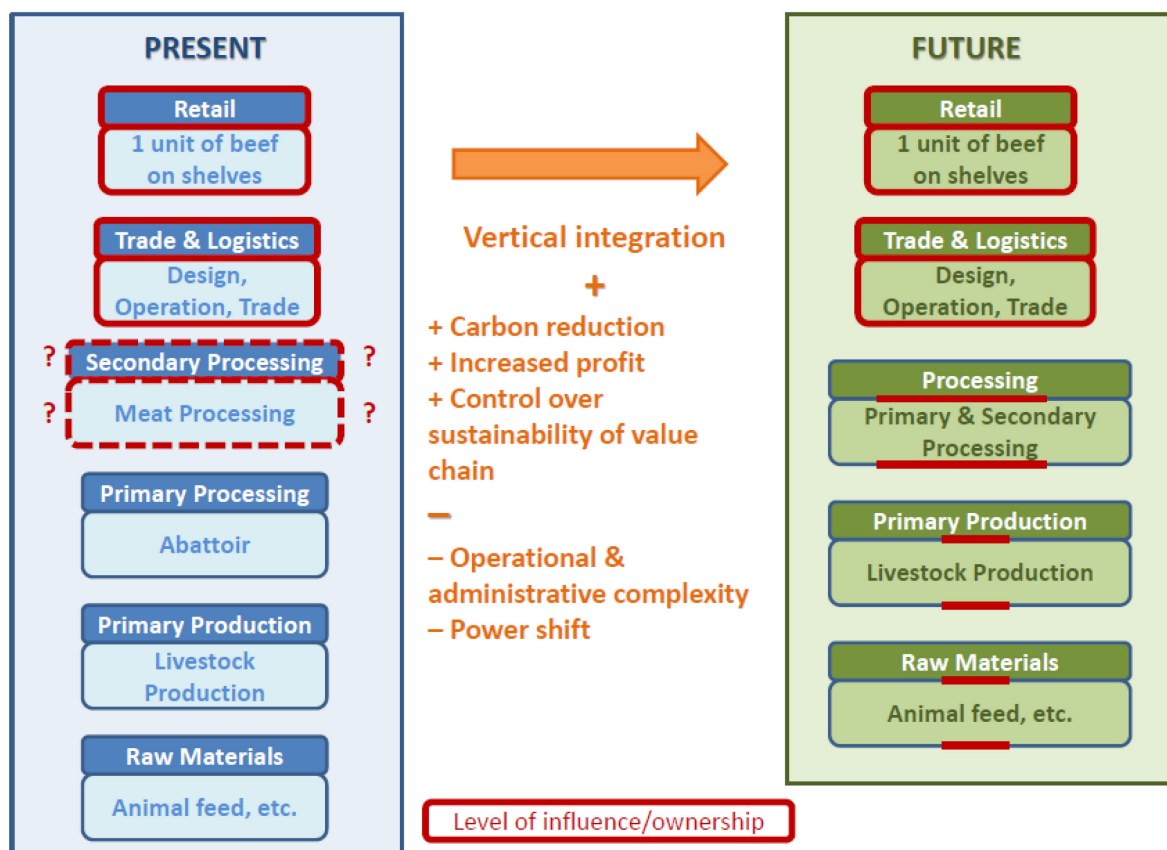 PRESENT
Retail
1 unit of beef
on shelves
Trade & Logistics
Design,
Operation, Trade
? Secondary Processing ?
? Meat Processing ?
Primary Processing
Abattoir
Primary Production
Livestock
Production
Raw Materials
Animal feed, etc.
Vertical integration
+
+ Carbon reduction
+ Increased profit
+ Control over
sustainability of value
chain
–
– Operational &
administrative complexity
– Power shift
Level of influence/ownership
FUTURE
Retail
1 unit of beef
on shelves
Trade & Logistics
Design,
Operation, Trade
Processing
Primary & Secondary
Processing
Primary Production
Livestock Production
Raw Materials
Animal feed, etc.